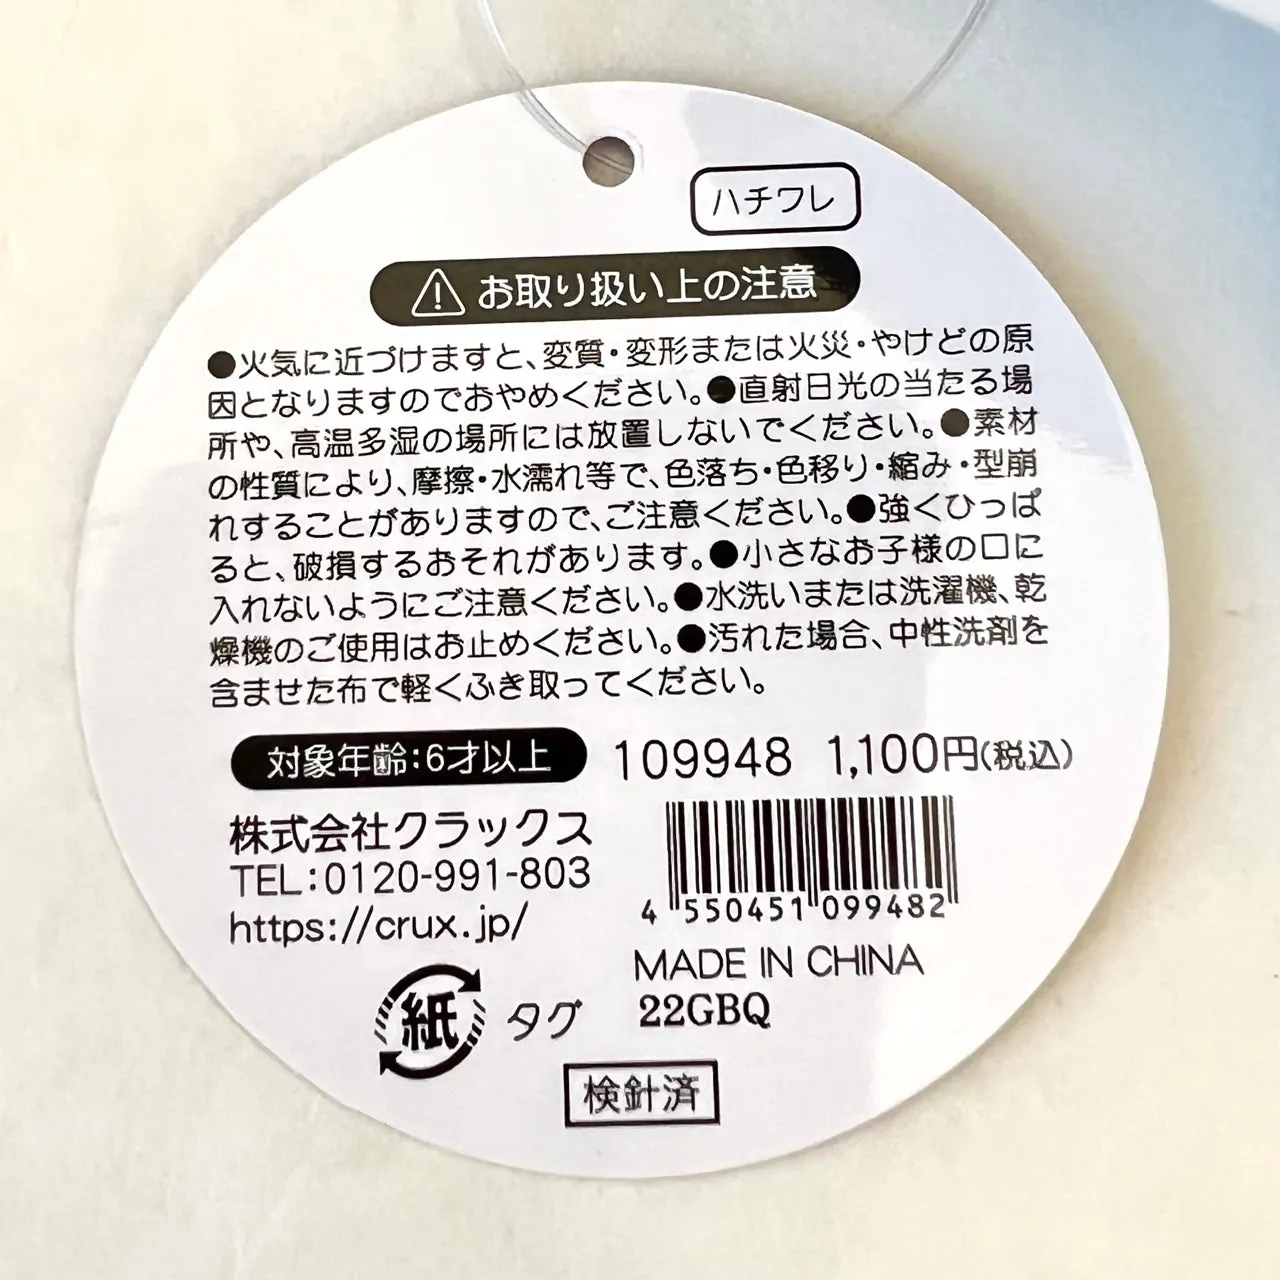 ハチワレ
⚠お取り扱い上の注意
●火気に近づけますと、変質・変形または火災・やけどの原
因となりますのでおやめください。●直射日光の当たる場
所や、高温多湿の場所には放置しないでください。●素材
の性質により、摩擦・水濡れ等で、色落ち・色移り・縮み・型崩
れすることがありますので、ご注意ください。●強くひっぱ
ると、破損するおそれがあります。●小さなお子様の口に
入れないようにご注意ください。●水洗いまたは洗濯機、乾
燥機のご使用はお止めください。●汚れた場合、中性洗剤を
含ませた布で軽くふき取ってください。
対象年齢:6才以上 109948 1,100円(税込)
株式会社クラックス
TEL:0120-991-803
https://crux.jp/
4 550451 099482
MADE IN CHINA
22GBQ
紙 タグ
検針済